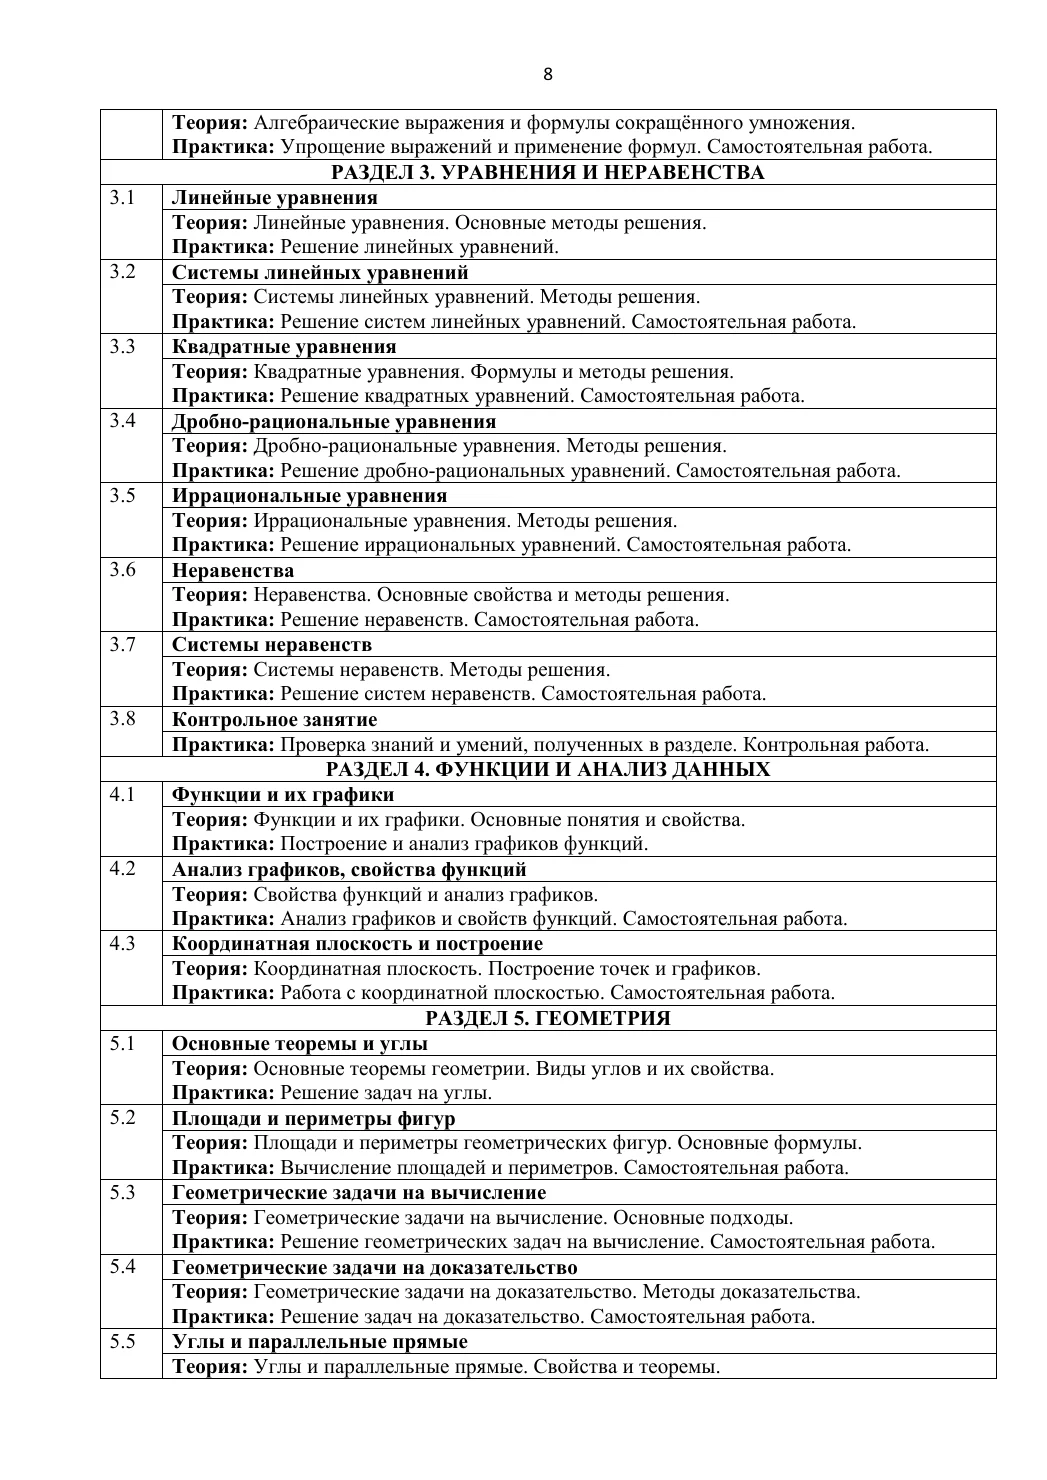 8
Теория: Алгебраические выражения и формулы сокращённого умножения.
Практика: Упрощение выражений и применение формул. Самостоятельная работа.
РАЗДЕЛ 3. УРАВНЕНИЯ И НЕРАВЕНСТВА
3.1 Линейные уравнения
Теория: Линейные уравнения. Основные методы решения.
Практика: Решение линейных уравнений.
3.2 Системы линейных уравнений
Теория: Системы линейных уравнений. Методы решения.
Практика: Решение систем линейных уравнений. Самостоятельная работа.
3.3 Квадратные уравнения
Теория: Квадратные уравнения. Формулы и методы решения.
Практика: Решение квадратных уравнений. Самостоятельная работа.
3.4 Дробно-рациональные уравнения
Теория: Дробно-рациональные уравнения. Методы решения.
Практика: Решение дробно-рациональных уравнений. Самостоятельная работа.
3.5 Иррациональные уравнения
Теория: Иррациональные уравнения. Методы решения.
Практика: Решение иррациональных уравнений. Самостоятельная работа.
3.6 Неравенства
Теория: Неравенства. Основные свойства и методы решения.
Практика: Решение неравенств. Самостоятельная работа.
3.7 Системы неравенств
Теория: Системы неравенств. Методы решения.
Практика: Решение систем неравенств. Самостоятельная работа.
3.8 Контрольное занятие
Практика: Проверка знаний и умений, полученных в разделе. Контрольная работа.
РАЗДЕЛ 4. ФУНКЦИИ И АНАЛИЗ ДАННЫХ
4.1 Функции и их графики
Теория: Функции и их графики. Основные понятия и свойства.
Практика: Построение и анализ графиков функций.
4.2 Анализ графиков, свойства функций
Теория: Свойства функций и анализ графиков.
Практика: Анализ графиков и свойств функций. Самостоятельная работа.
4.3 Координатная плоскость и построение
Теория: Координатная плоскость. Построение точек и графиков.
Практика: Работа с координатной плоскостью. Самостоятельная работа.
РАЗДЕЛ 5. ГЕОМЕТРИЯ
5.1 Основные теоремы и углы
Теория: Основные теоремы геометрии. Виды углов и их свойства.
Практика: Решение задач на углы.
5.2 Площади и периметры фигур
Теория: Площади и периметры геометрических фигур. Основные формулы.
Практика: Вычисление площадей и периметров. Самостоятельная работа.
5.3 Геометрические задачи на вычисление
Теория: Геометрические задачи на вычисление. Основные подходы.
Практика: Решение геометрических задач на вычисление. Самостоятельная работа.
5.4 Геометрические задачи на доказательство
Теория: Геометрические задачи на доказательство. Методы доказательства.
Практика: Решение задач на доказательство. Самостоятельная работа.
5.5 Углы и параллельные прямые
Теория: Углы и параллельные прямые. Свойства и теоремы.